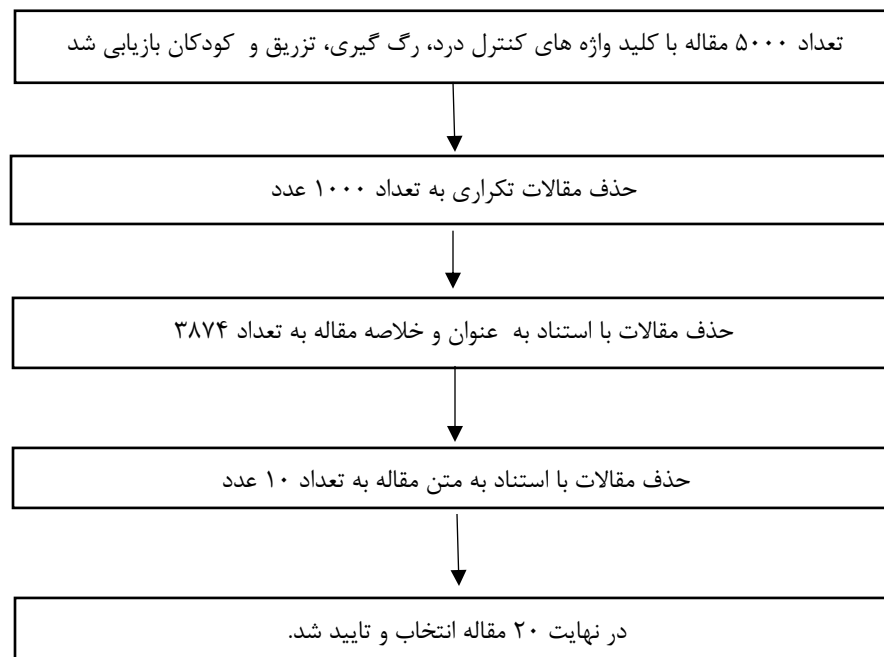 تعداد ۵۰۰۰ مقاله با کلید واژه های کنترل درد، رگ گیری، تزریق و کودکان بازیابی شد
حذف مقالات تکراری به تعداد ۱۰۰۰ عدد
حذف مقالات با استناد به عنوان و خلاصه مقاله به تعداد ۳۸۷۴
حذف مقالات با استناد به متن مقاله به تعداد ۱۰ عدد
در نهایت ۲۰ مقاله انتخاب و تایید شد.